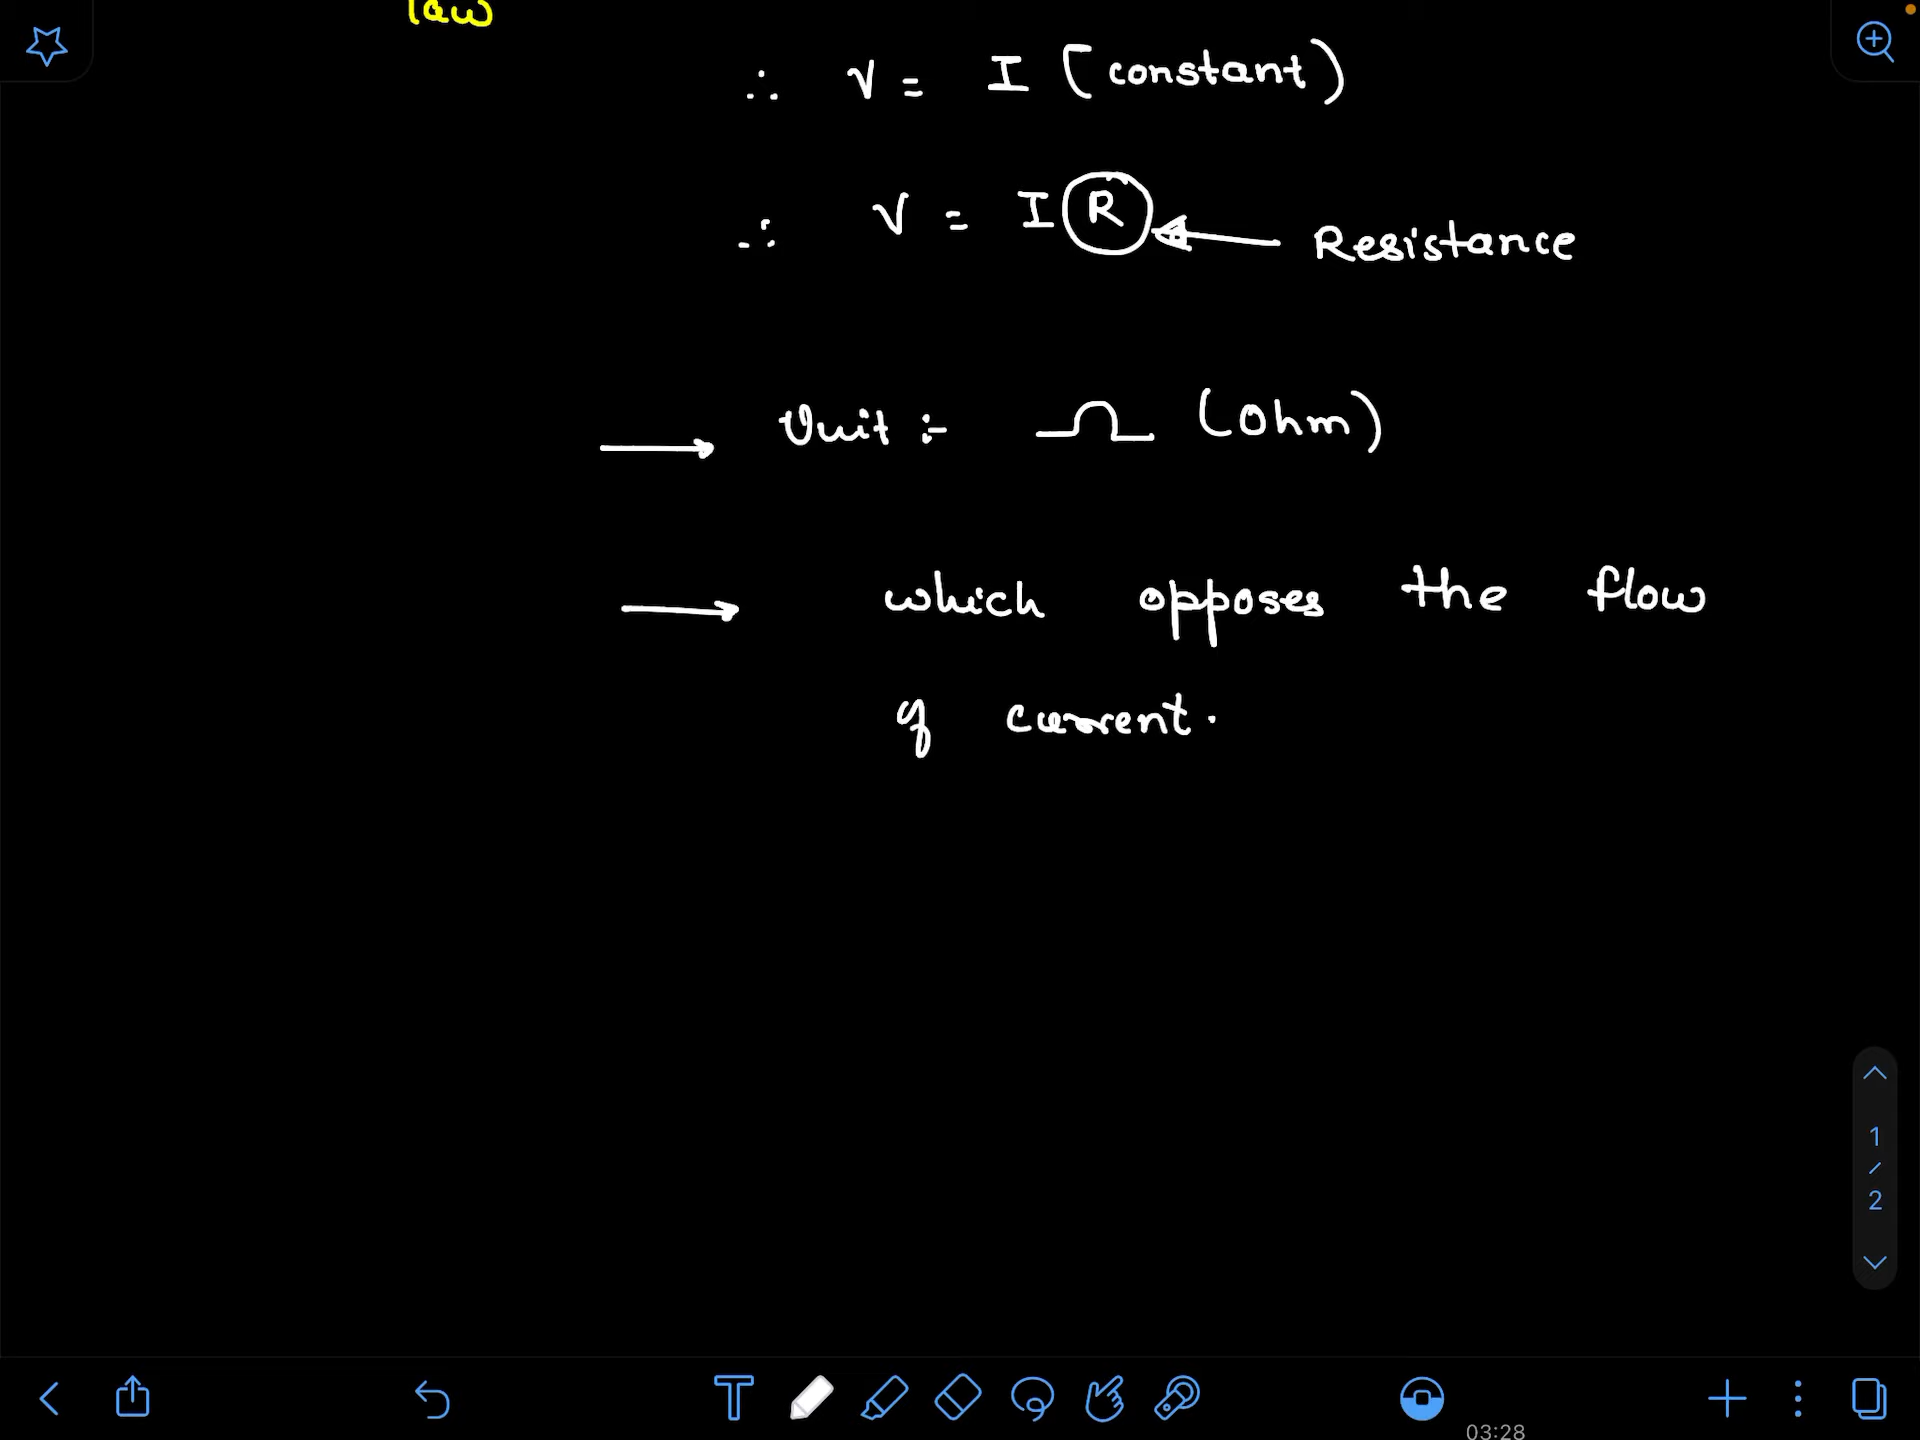 law
∴ V = I (constant)
∴ V = I R ← Resistance
→ Unit :- Ω (Ohm)
→ which opposes the flow
of current.
1
/
2
T
03:28